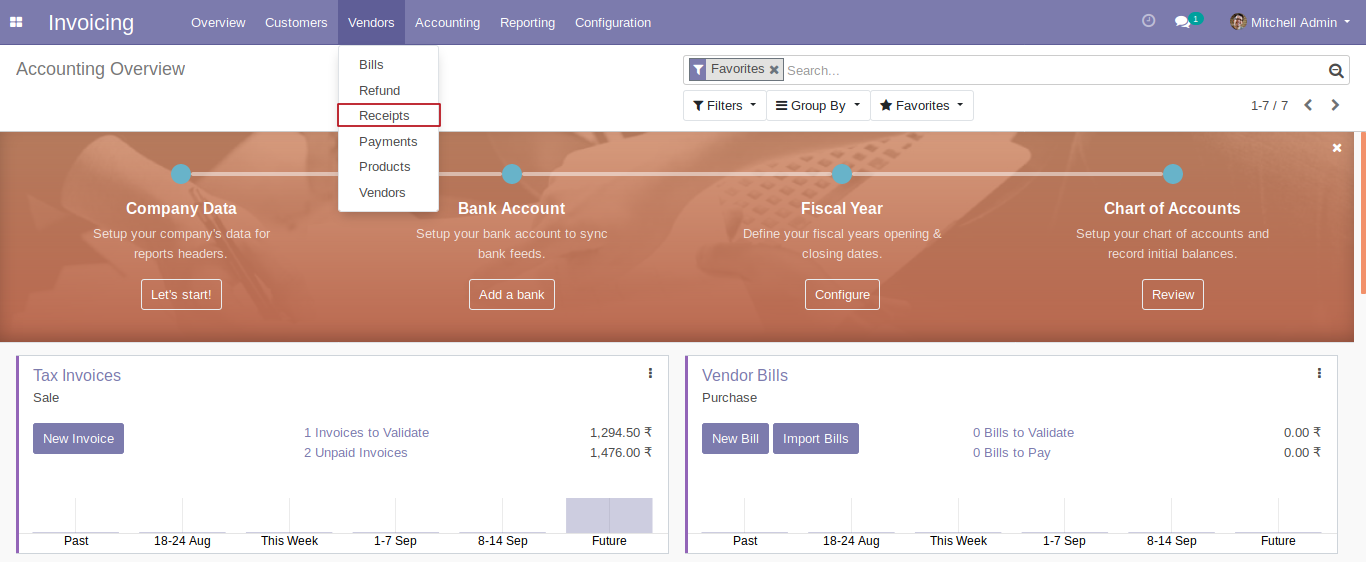 Invoicing Overview Customers Vendors Accounting Reporting Configuration 1 Mitchell Admin
Accounting Overview
Bills
Refund
Receipts
Payments
Products
Vendors
Favorites Search...
Filters Group By Favorites 1-7 / 7
Company Data
Setup your company's data for
reports headers.
Let's start!
Bank Account
Setup your bank account to sync
bank feeds.
Add a bank
Fiscal Year
Define your fiscal years opening &
closing dates.
Configure
Chart of Accounts
Setup your chart of accounts and
record initial balances.
Review
Tax Invoices
Sale
New Invoice
1 Invoices to Validate 1,294.50 ₹
2 Unpaid Invoices 1,476.00 ₹
Past 18-24 Aug This Week 1-7 Sep 8-14 Sep Future
Vendor Bills
Purchase
New Bill Import Bills
0 Bills to Validate 0.00 ₹
0 Bills to Pay 0.00 ₹
Past 18-24 Aug This Week 1-7 Sep 8-14 Sep Future